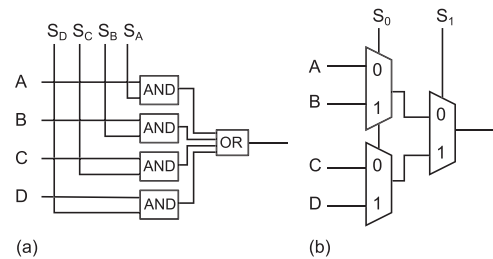 S_D S_C S_B S_A
A AND
B AND
OR
C AND
D AND
(a)
S_0 S_1
A 0
B 1
0
1
C 0
D 1
(b)